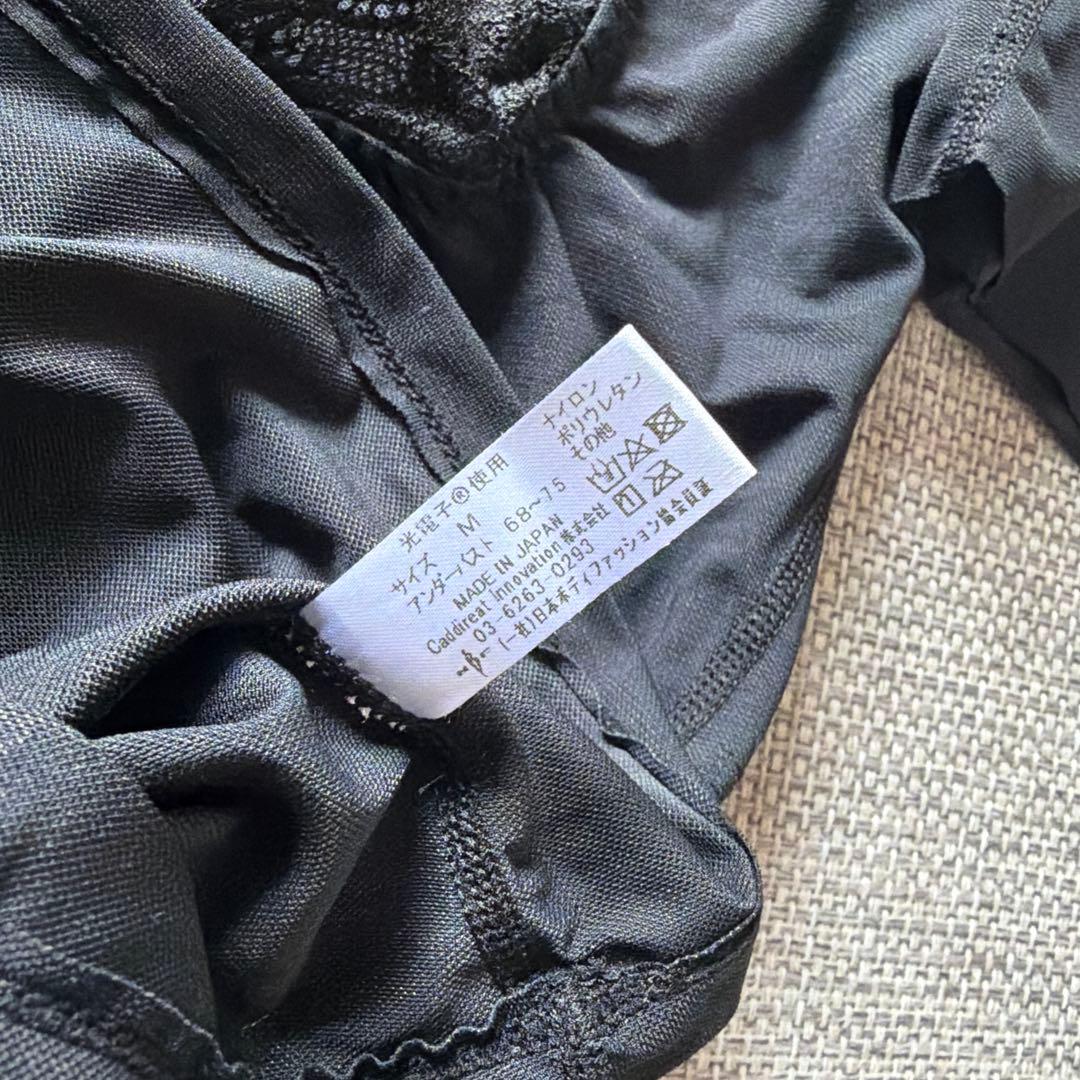 光電子®使用
サイズ M
アンダーバスト 68~75
MADE IN JAPAN
Caddireat innovation株式会社
03-6263-0293
(一社)日本ボディファッション協会会員証
ナイロン
ポリウレタン
その他